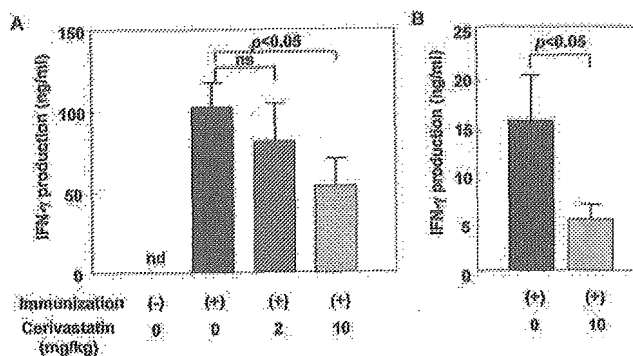 A
IFN-γ production (ng/ml)
150
100
50
0
p<0.05
ns
nd
Immunization (-) (+) (+) (+)
Cerivastatin 0 0 2 10
(mg/kg)
B
IFN-γ production (ng/ml)
25
20
15
10
5
0
p<0.05
(+) (+)
0 10